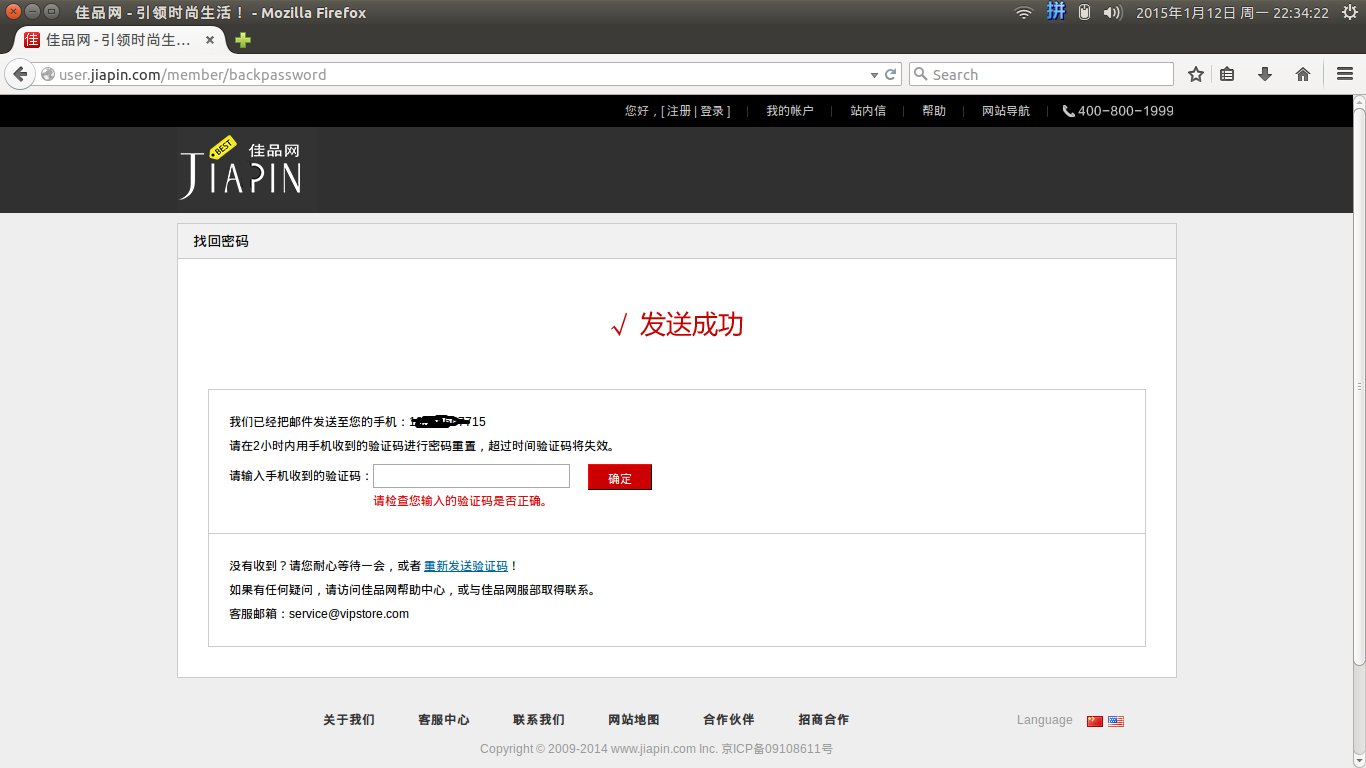 佳品网 - 引领时尚生活！ - Mozilla Firefox
拼
2015年1月12日 周一 22:34:22
佳 佳品网 - 引领时尚生...
user.jiapin.com/member/backpassword
Search
您好，[ 注册 | 登录 ] | 我的帐户 | 站内信 | 帮助 | 网站导航 | 400-800-1999
BEST 佳品网
JIAPIN
找回密码
√ 发送成功
我们已经把邮件发送至您的手机：1 7715
请在2小时内用手机收到的验证码进行密码重置，超过时间验证码将失效。
请输入手机收到的验证码： 确定
请检查您输入的验证码是否正确。
没有收到？请您耐心等待一会，或者 重新发送验证码！
如果有任何疑问，请访问佳品网帮助中心，或与佳品网服部取得联系。
客服邮箱：service@vipstore.com
关于我们 客服中心 联系我们 网站地图 合作伙伴 招商合作 Language
Copyright © 2009-2014 www.jiapin.com Inc. 京ICP备09108611号